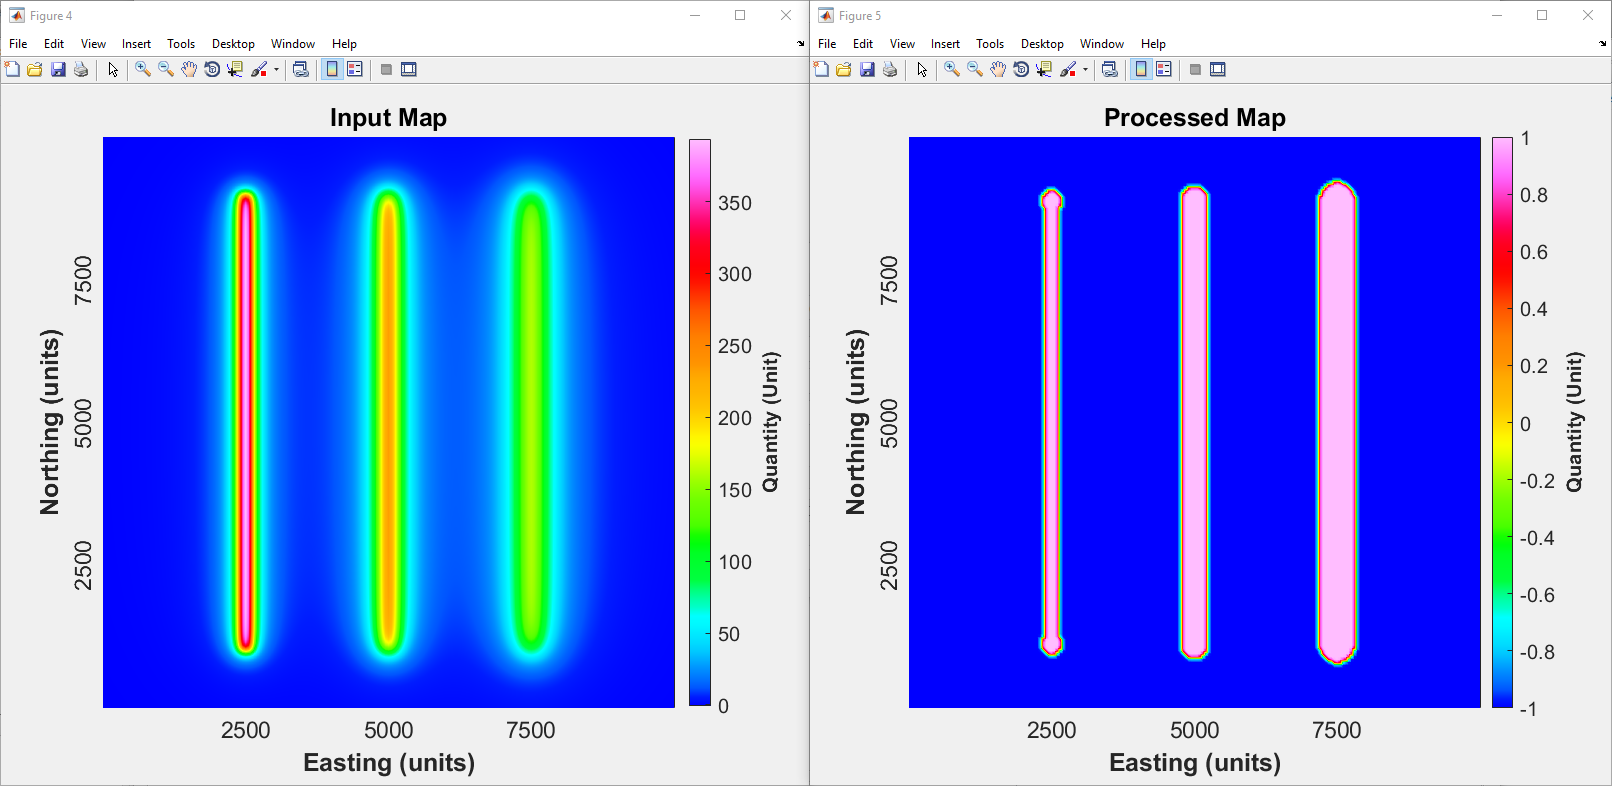 Figure 4
File Edit View Insert Tools Desktop Window Help
Input Map
350
300
250
200
150
100
50
0
Quantity (Unit)
7500
5000
2500
Northing (units)
2500 5000 7500
Easting (units)
Figure 5
File Edit View Insert Tools Desktop Window Help
Processed Map
1
0.8
0.6
0.4
0.2
0
-0.2
-0.4
-0.6
-0.8
-1
Quantity (Unit)
7500
5000
2500
Northing (units)
2500 5000 7500
Easting (units)